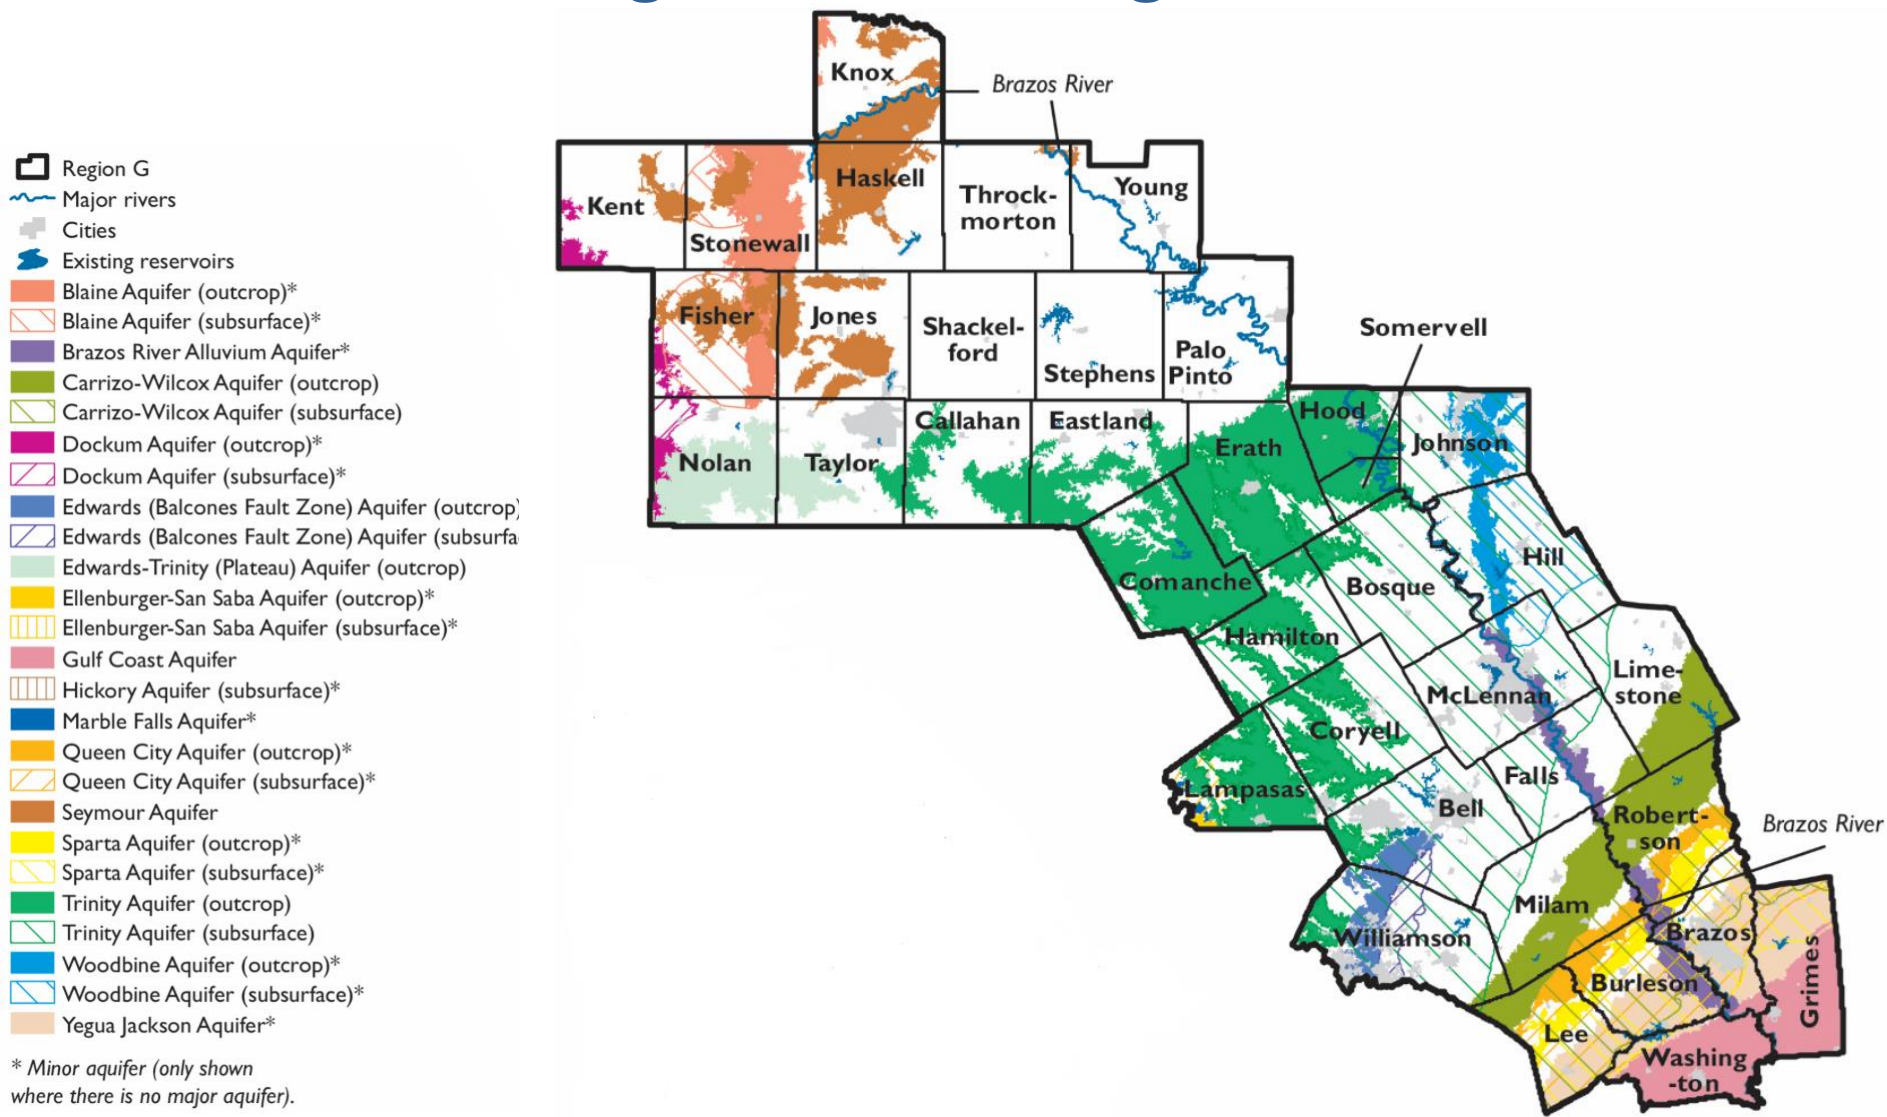 Region G
Major rivers
Cities
Existing reservoirs
Blaine Aquifer (outcrop)*
Blaine Aquifer (subsurface)*
Brazos River Alluvium Aquifer*
Carrizo-Wilcox Aquifer (outcrop)
Carrizo-Wilcox Aquifer (subsurface)
Dockum Aquifer (outcrop)*
Dockum Aquifer (subsurface)*
Edwards (Balcones Fault Zone) Aquifer (outcrop)
Edwards (Balcones Fault Zone) Aquifer (subsurfa
Edwards-Trinity (Plateau) Aquifer (outcrop)
Ellenburger-San Saba Aquifer (outcrop)*
Ellenburger-San Saba Aquifer (subsurface)*
Gulf Coast Aquifer
Hickory Aquifer (subsurface)*
Marble Falls Aquifer*
Queen City Aquifer (outcrop)*
Queen City Aquifer (subsurface)*
Seymour Aquifer
Sparta Aquifer (outcrop)*
Sparta Aquifer (subsurface)*
Trinity Aquifer (outcrop)
Trinity Aquifer (subsurface)
Woodbine Aquifer (outcrop)*
Woodbine Aquifer (subsurface)*
Yegua Jackson Aquifer*
* Minor aquifer (only shown
where there is no major aquifer).
Knox
Brazos River
Kent
Stonewall
Haskell
Throck-
morton
Young
Fisher
Jones
Shackel-
ford
Stephens
Palo
Pinto
Somervell
Nolan
Taylor
Callahan
Eastland
Erath
Hood
Johnson
Comanche
Bosque
Hill
Hamilton
McLennan
Lime-
stone
Coryell
Lampasas
Bell
Falls
Robert-
son
Brazos River
Milam
Williamson
Brazos
Burleson
Grimes
Lee
Washing
-ton